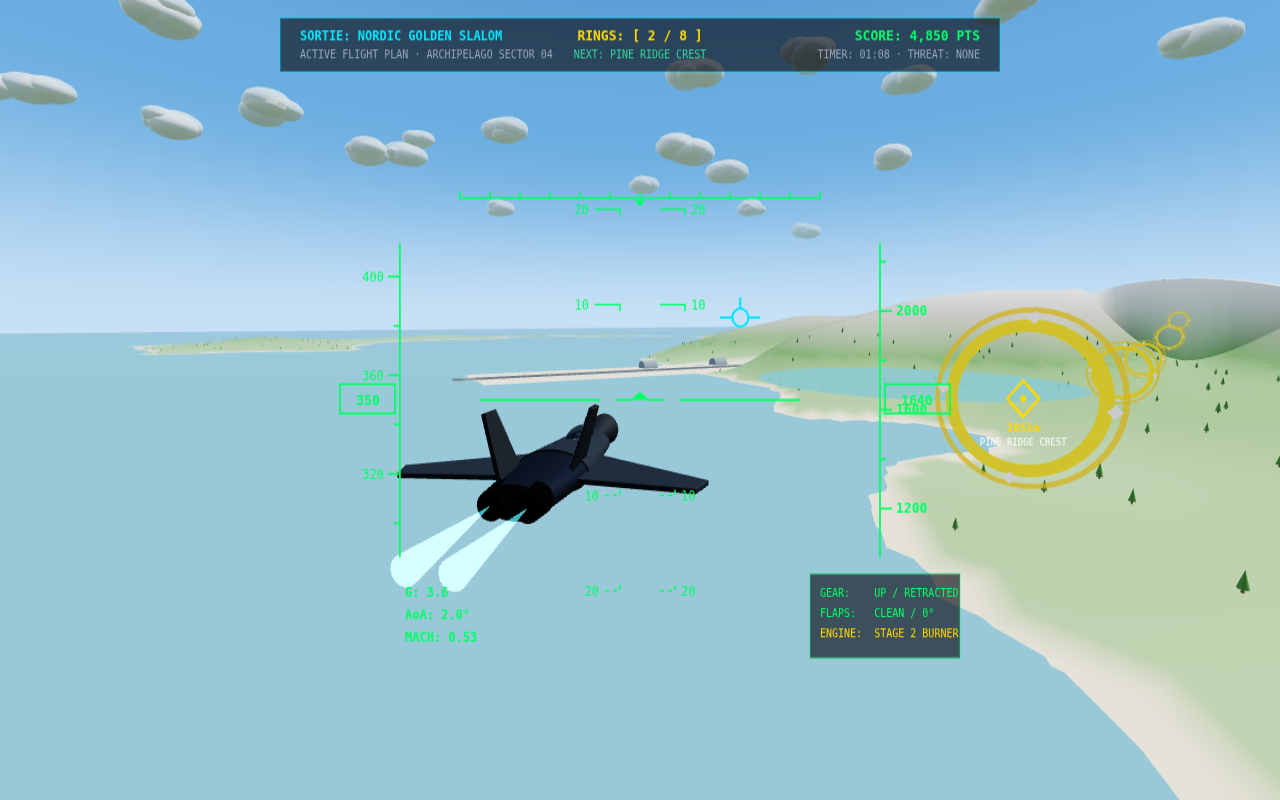 SORTIE: NORDIC GOLDEN SLALOM
RINGS: [ 2 / 8 ]
SCORE: 4,850 PTS
ACTIVE FLIGHT PLAN · ARCHIPELAGO SECTOR 04
NEXT: PINE RIDGE CREST
TIMER: 01:08 · THREAT: NONE
20 20
400
10 10
2000
360
350
1640
1600
PINE RIDGE CREST
320
10 10
1200
20 20
G: 3.6
AoA: 2.0°
MACH: 0.53
GEAR: UP / RETRACTED
FLAPS: CLEAN / 0°
ENGINE: STAGE 2 BURNER